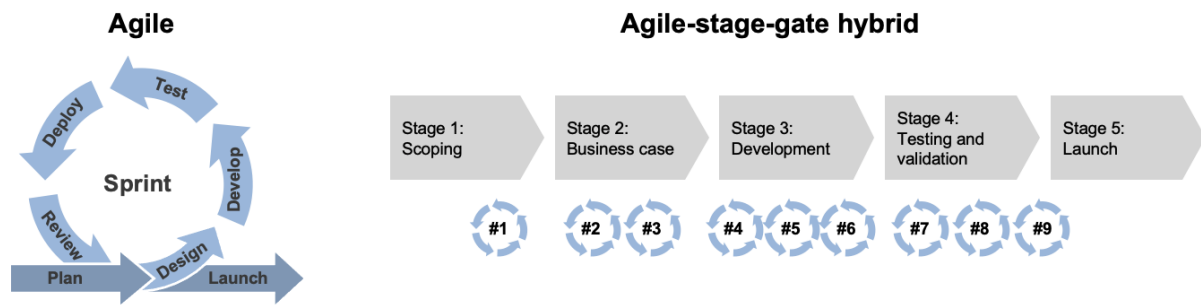 Agile
Agile-stage-gate hybrid
Test
Deploy
Develop
Sprint
Review
Design
Plan
Launch
Stage 1:
Scoping
Stage 2:
Business case
Stage 3:
Development
Stage 4:
Testing and
validation
Stage 5:
Launch
#1
#2
#3
#4
#5
#6
#7
#8
#9